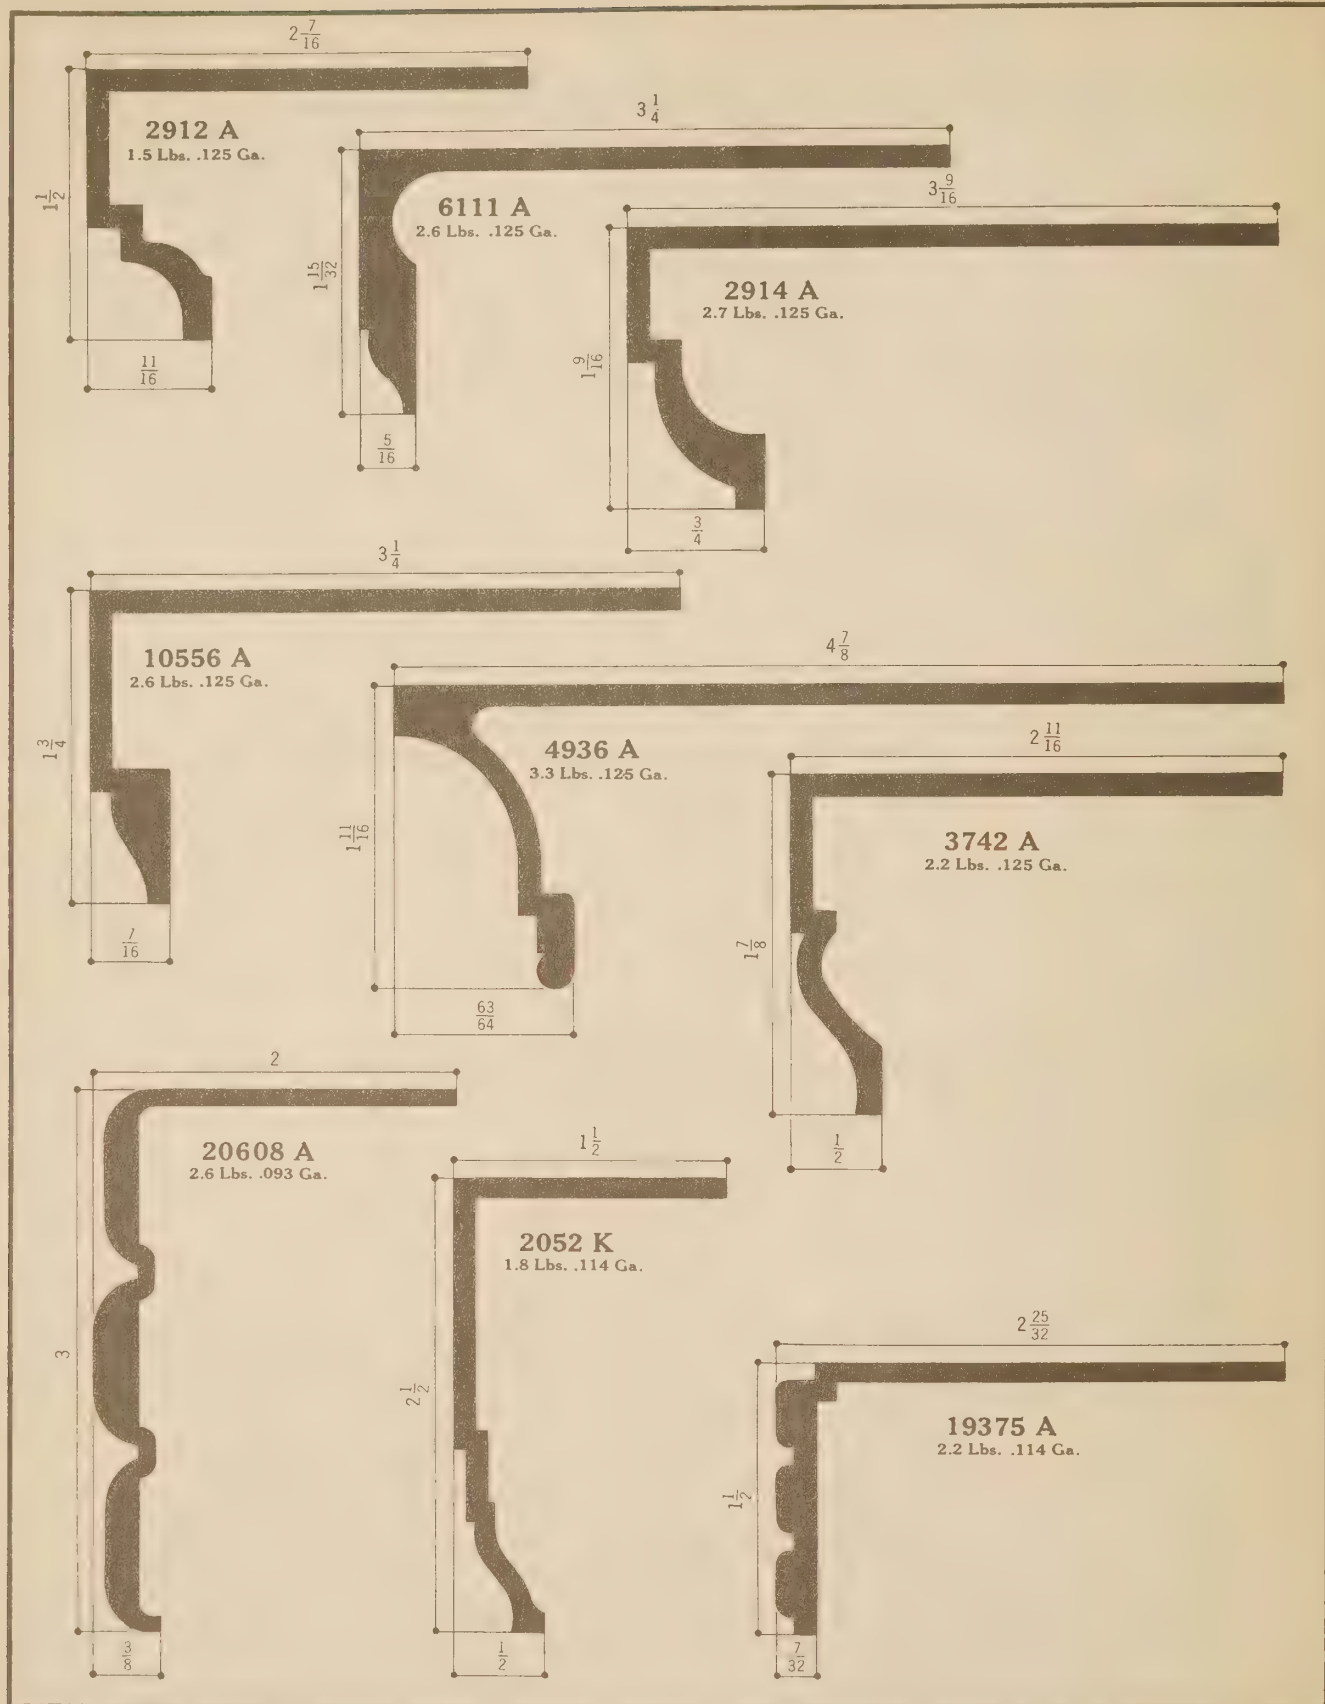 2 7/16
2912 A
1.5 Lbs. .125 Ga.
1 1/2
11/16
3 1/4
6111 A
2.6 Lbs. .125 Ga.
1 15/32
5/16
3 9/16
2914 A
2.7 Lbs. .125 Ga.
1 9/16
3/4
3 1/4
10556 A
2.6 Lbs. .125 Ga.
1 3/4
7/16
4 7/8
4936 A
3.3 Lbs. .125 Ga.
1 11/16
63/64
2 11/16
3742 A
2.2 Lbs. .125 Ga.
1 7/8
1/2
2
20608 A
2.6 Lbs. .093 Ga.
3
3/8
1 1/2
2052 K
1.8 Lbs. .114 Ga.
2 1/2
1/2
2 25/32
19375 A
2.2 Lbs. .114 Ga.
1 1/2
7/32